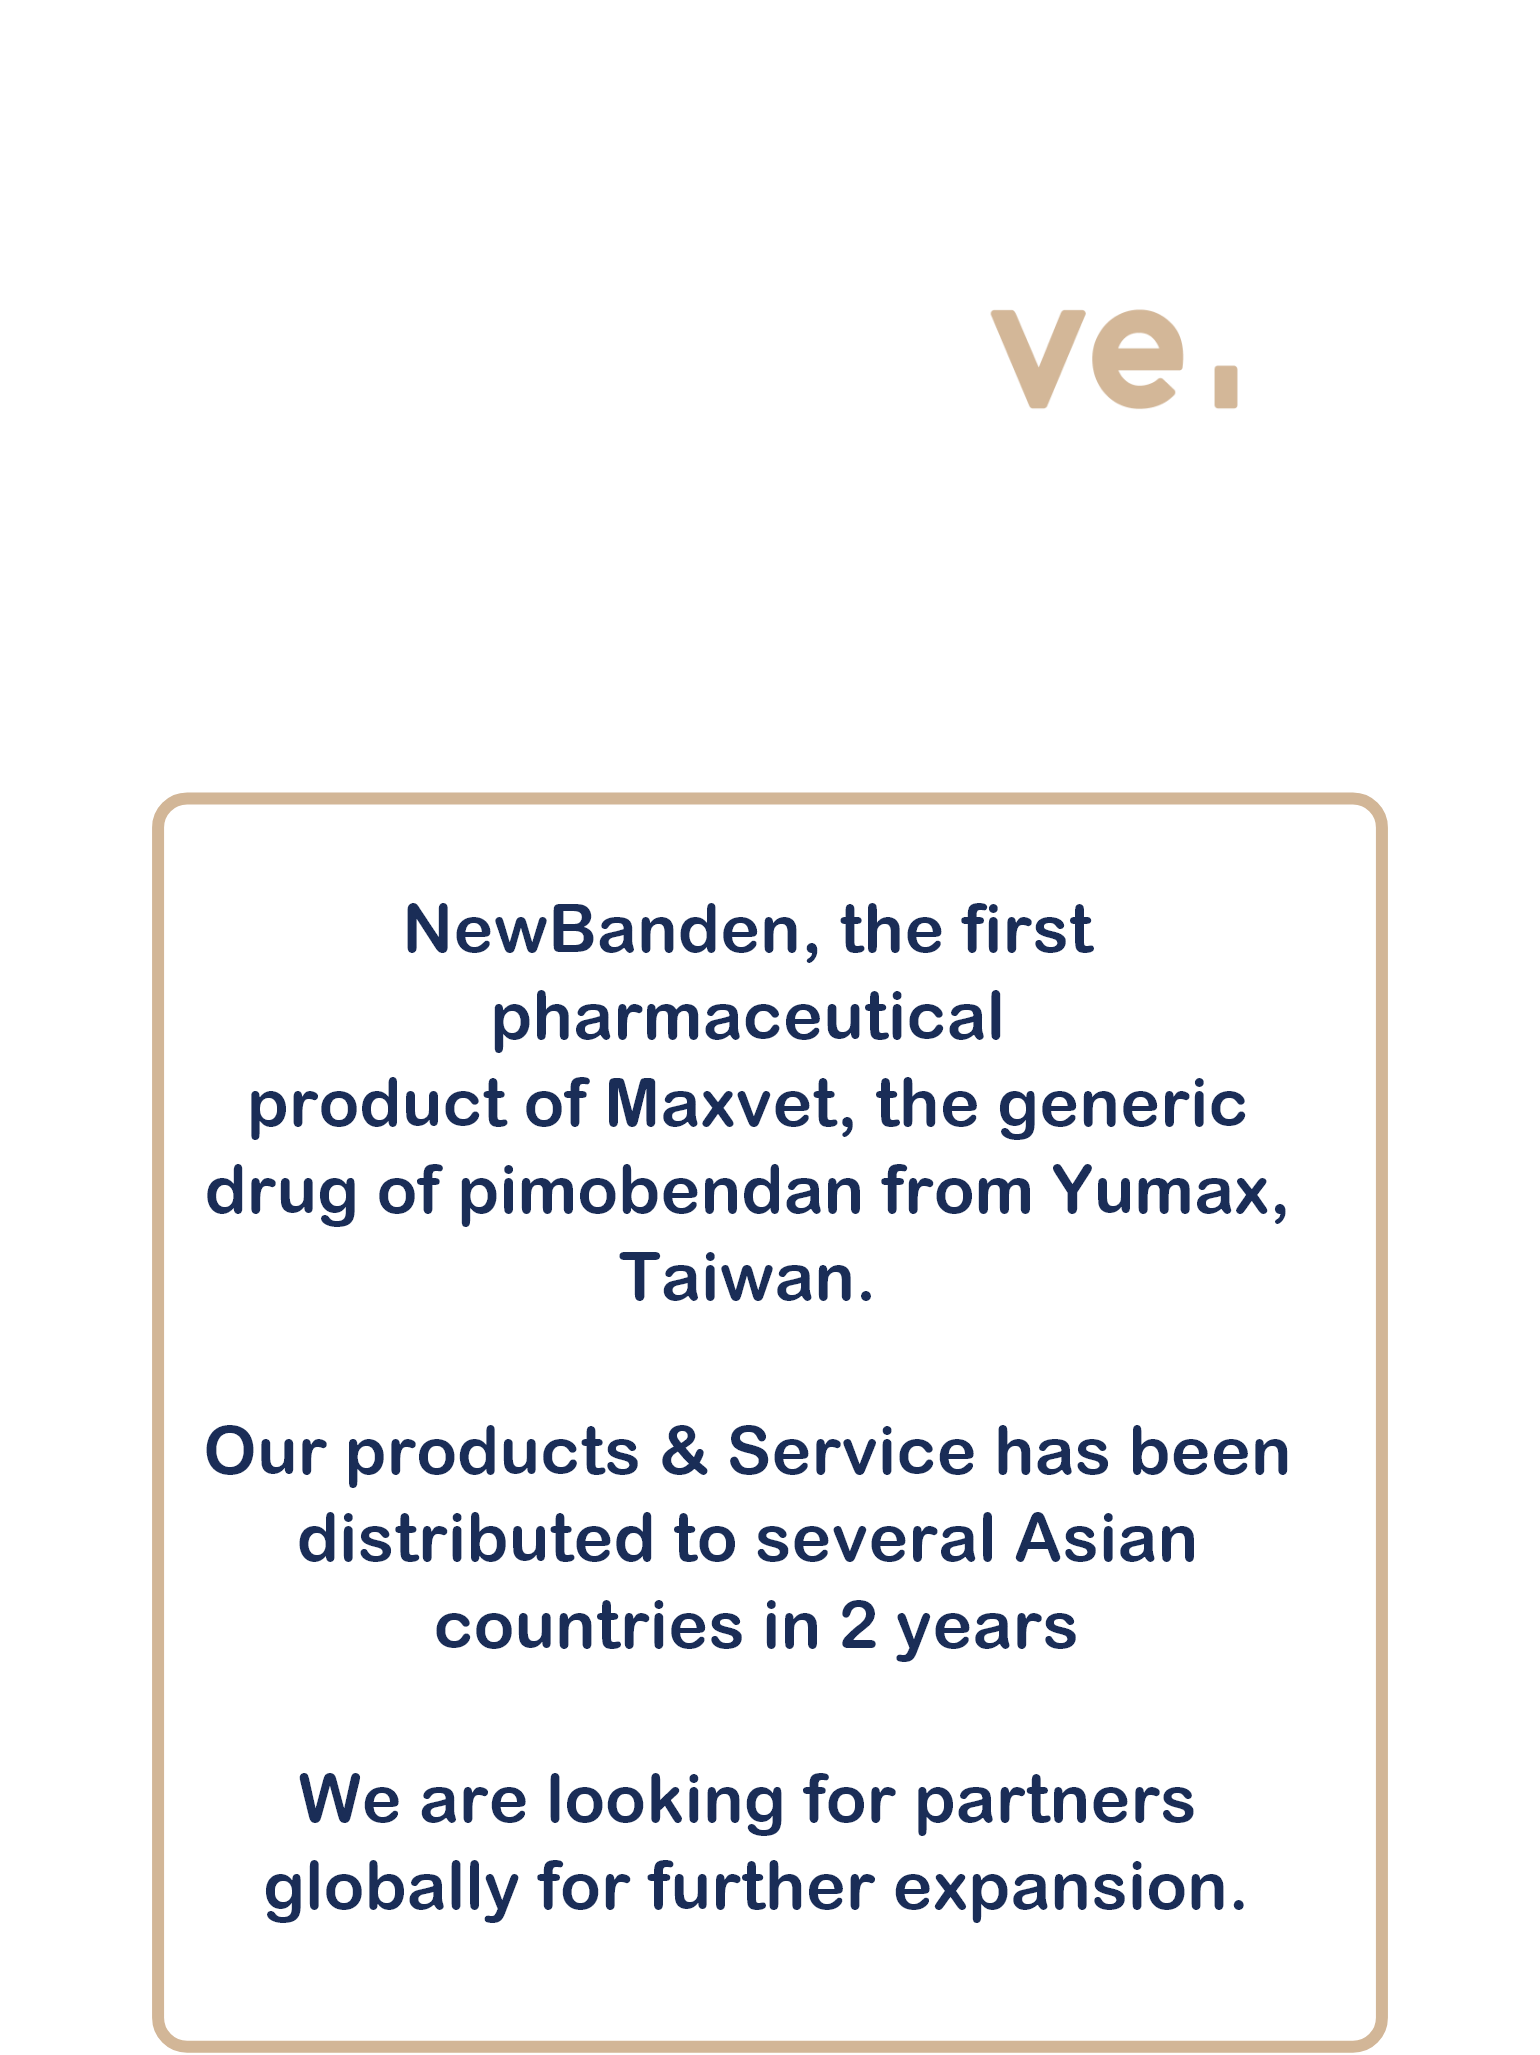 ve.
NewBanden, the first
pharmaceutical
product of Maxvet, the generic
drug of pimobendan from Yumax,
Taiwan.
Our products & Service has been
distributed to several Asian
countries in 2 years
We are looking for partners
globally for further expansion.